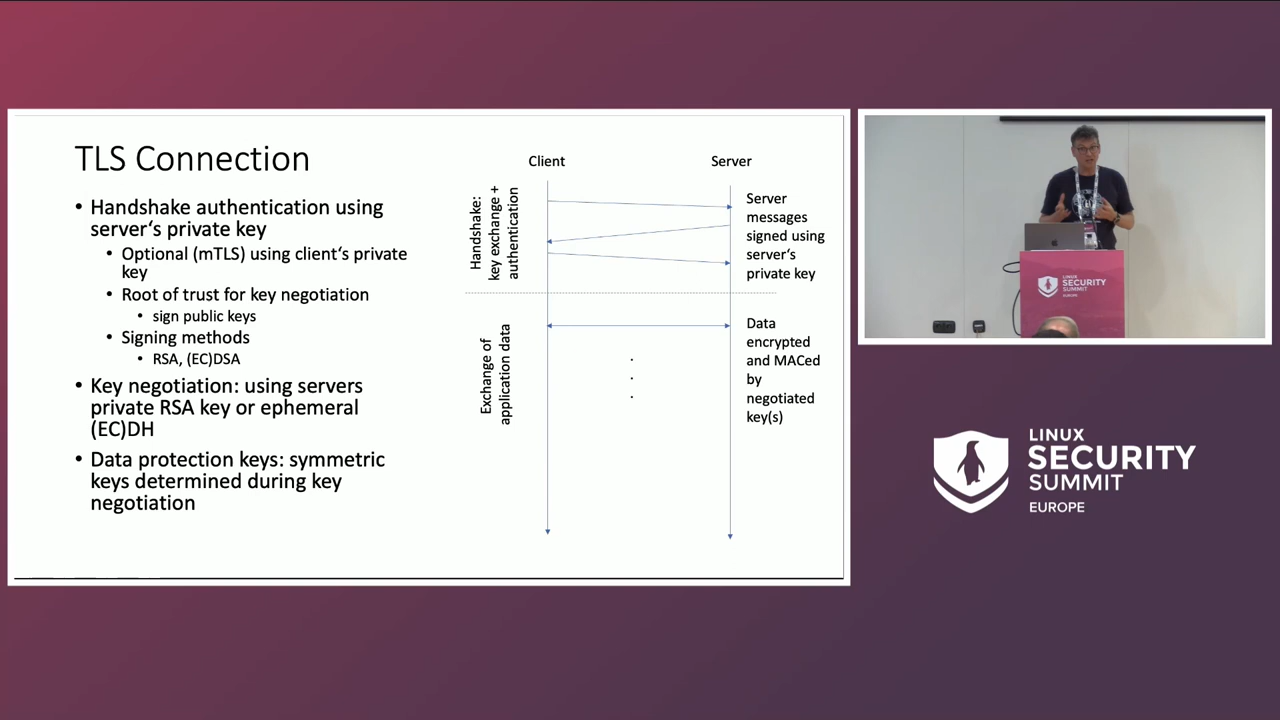 TLS Connection
• Handshake authentication using
server's private key
• Optional (mTLS) using client‘s private
key
• Root of trust for key negotiation
• sign public keys
• Signing methods
• RSA, (EC)DSA
• Key negotiation: using servers
private RSA key or ephemeral
(EC)DH
• Data protection keys: symmetric
keys determined during key
negotiation
Client
Server
Handshake:
key exchange +
authentication
Server
messages
signed using
server's
private key
Exchange of
application data
.
.
.
Data
encrypted
and MACed
by
negotiated
key(s)
LINUX
SECURITY
SUMMIT
EUROPE
LINUX
SECURITY
SUMMIT
EUROPE